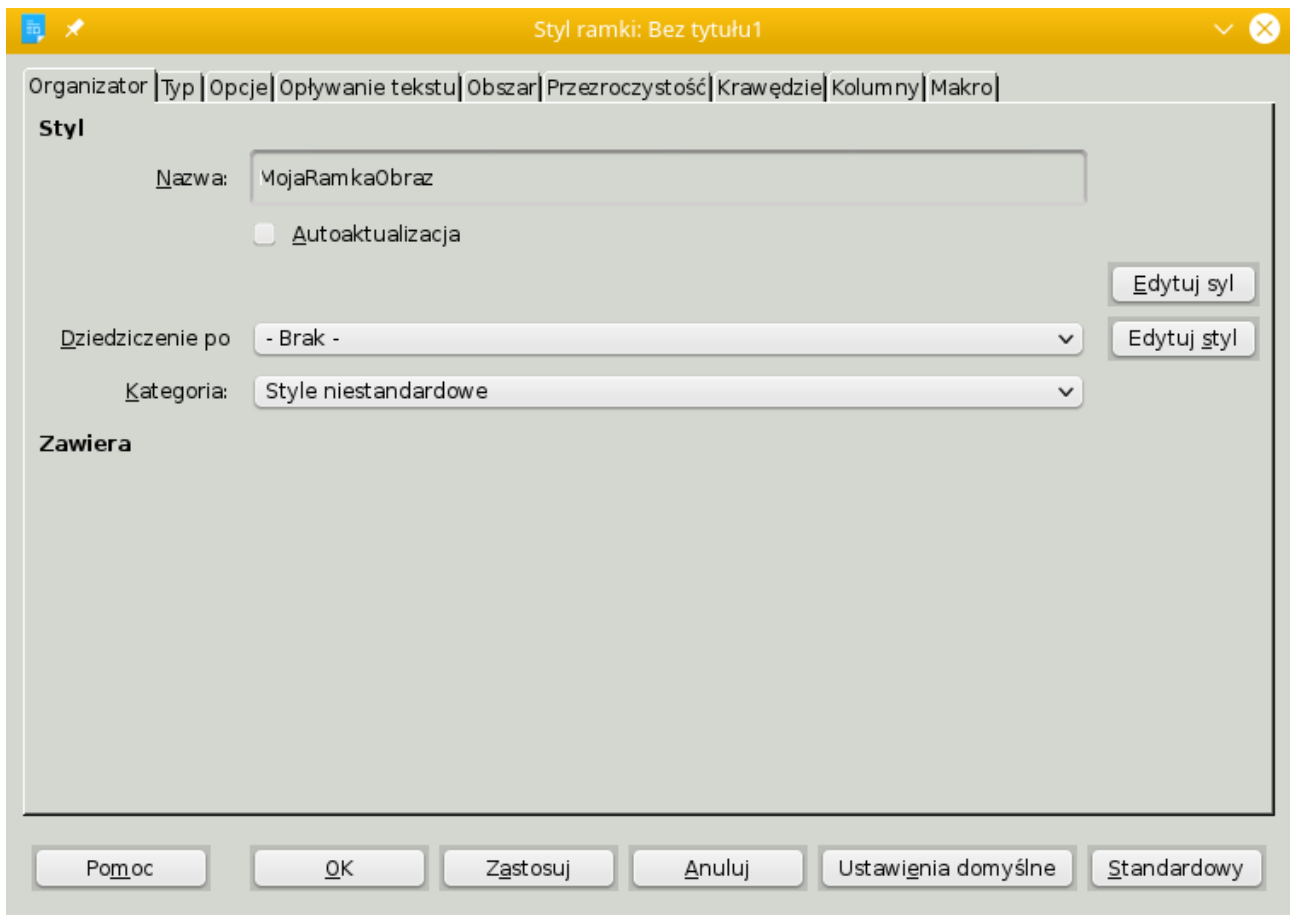 Styl ramki: Bez tytułu1
Organizator Typ Opcje Opływanie tekstu Obszar Przezroczystość Krawędzie Kolumny Makro
Styl
Nazwa: MojaRamkaObraz
Autoaktualizacja
Edytuj syl
Dziedziczenie po - Brak - Edytuj styl
Kategoria: Style niestandardowe
Zawiera
Pomoc OK Zastosuj Anuluj Ustawienia domyślne Standardowy